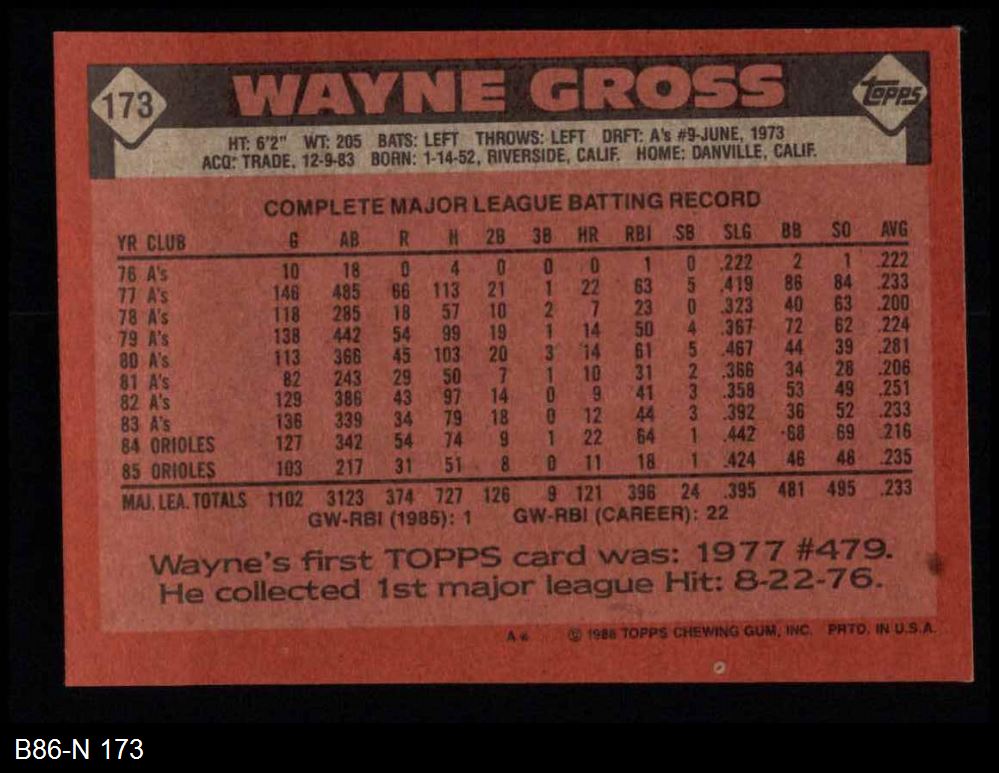 173
WAYNE GROSS
TOPPS
HT: 6'2" WT: 205 BATS: LEFT THROWS: LEFT DRFT: A's #9-JUNE, 1973
ACQ: TRADE, 12-9-83 BORN: 1-14-52, RIVERSIDE, CALIF. HOME: DANVILLE, CALIF.
COMPLETE MAJOR LEAGUE BATTING RECORD
YR CLUB G AB R H 2B 3B HR RBI SB SLG BB SO AVG
76 A's 10 18 0 4 0 0 0 1 0 .222 2 1 .222
77 A's 146 485 66 113 21 1 22 63 5 .419 86 84 .233
78 A's 118 285 18 57 10 2 7 23 0 .323 40 63 .200
79 A's 138 442 54 99 19 1 14 50 4 .367 72 62 .224
80 A's 113 366 45 103 20 3 14 61 5 .467 44 39 .281
81 A's 82 243 29 50 7 1 10 31 2 .366 34 28 .206
82 A's 129 386 43 97 14 0 9 41 3 .358 53 49 .251
83 A's 136 339 34 79 18 0 12 44 3 .392 36 52 .233
84 ORIOLES 127 342 54 74 9 1 22 64 1 .442 68 69 .216
85 ORIOLES 103 217 31 51 8 0 11 18 1 .424 46 48 .235
MAJ. LEA. TOTALS 1102 3123 374 727 126 9 121 396 24 .395 481 495 .233
GW-RBI (1985): 1 GW-RBI (CAREER): 22
Wayne's first TOPPS card was: 1977 #479.
He collected 1st major league Hit: 8-22-76.
A* © 1986 TOPPS CHEWING GUM, INC. PRTD. IN U.S.A.
B86-N 173